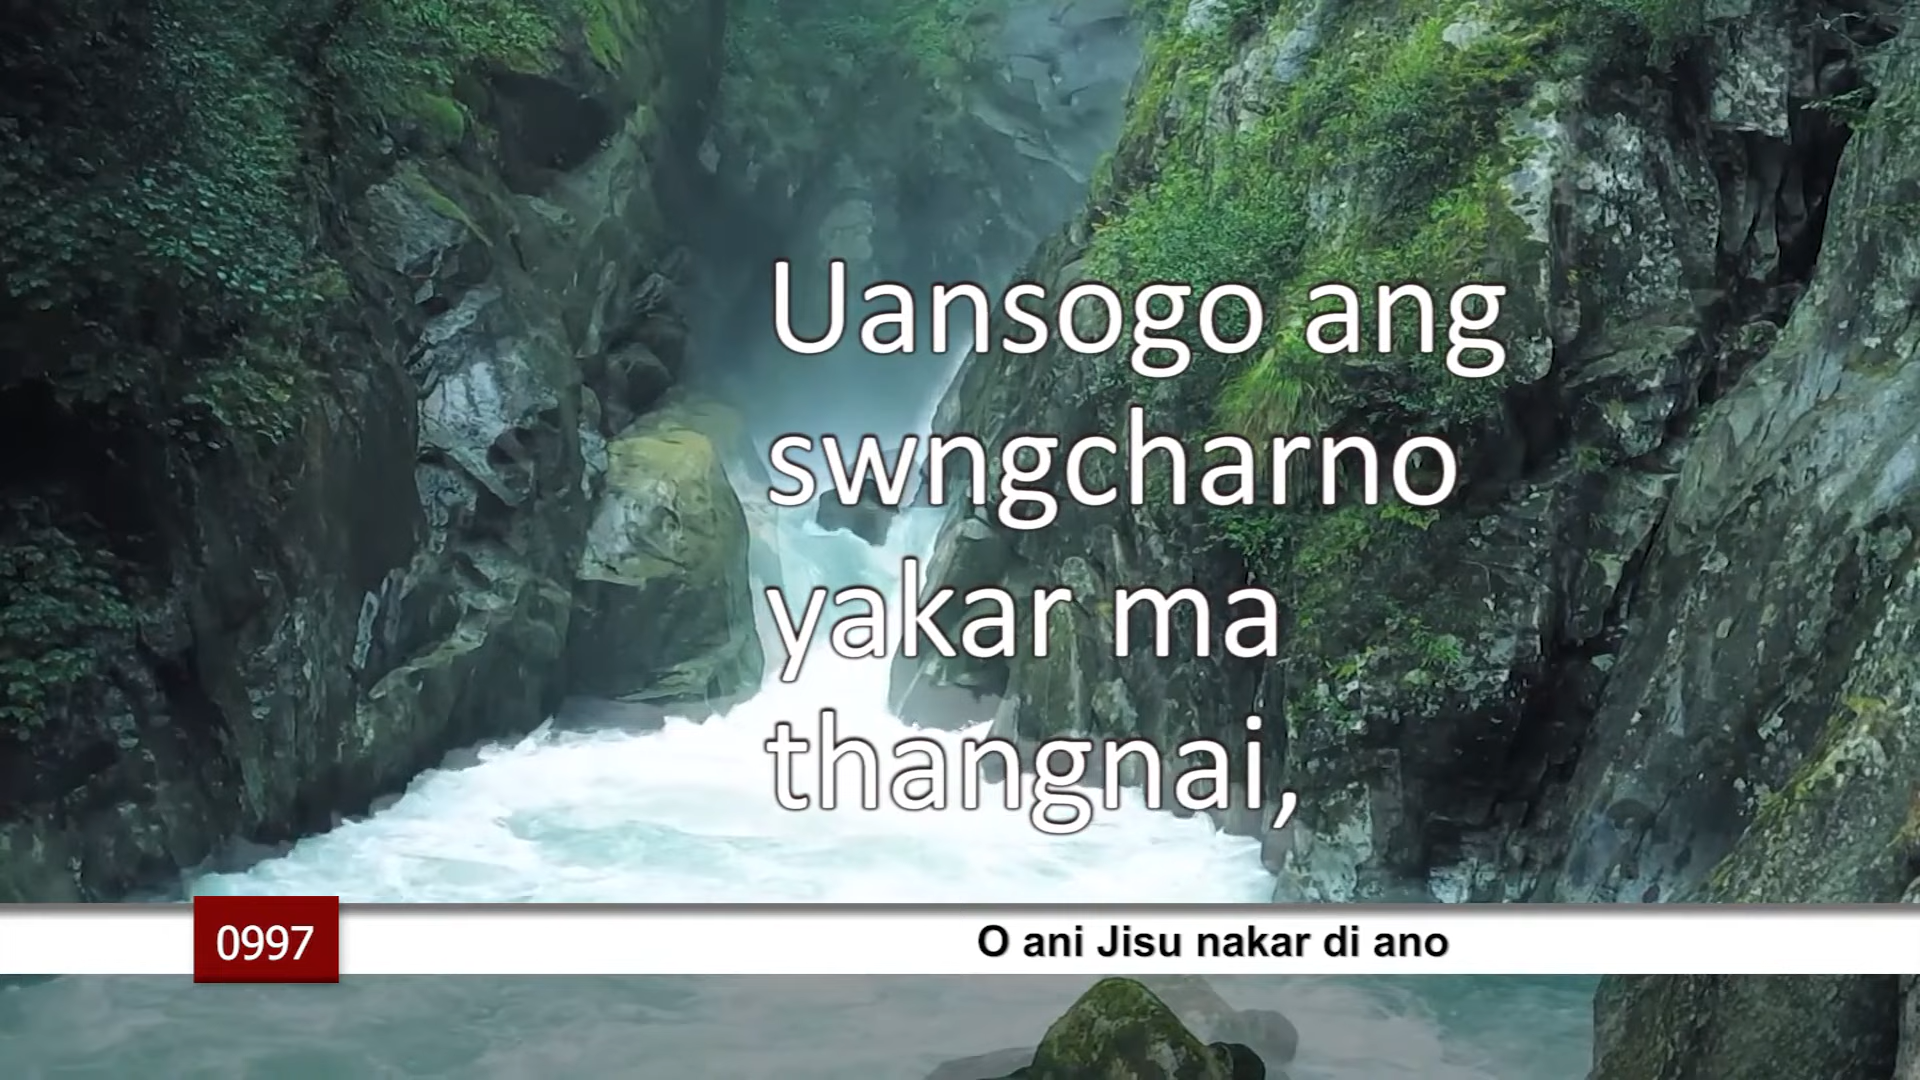 Uansogo ang
swngcharno
yakar ma
thangnai,
0997
O ani Jisu nakar di ano